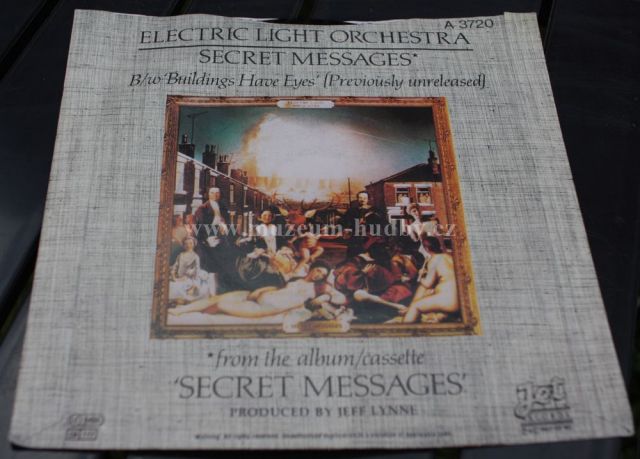 A 3720
ELECTRIC LIGHT ORCHESTRA
SECRET MESSAGES*
B/w 'Buildings Have Eyes' (Previously unreleased)
www.muzeum-hudby.cz
*from the album/cassette
'SECRET MESSAGES'
PRODUCED BY JEFF LYNNE
Jet